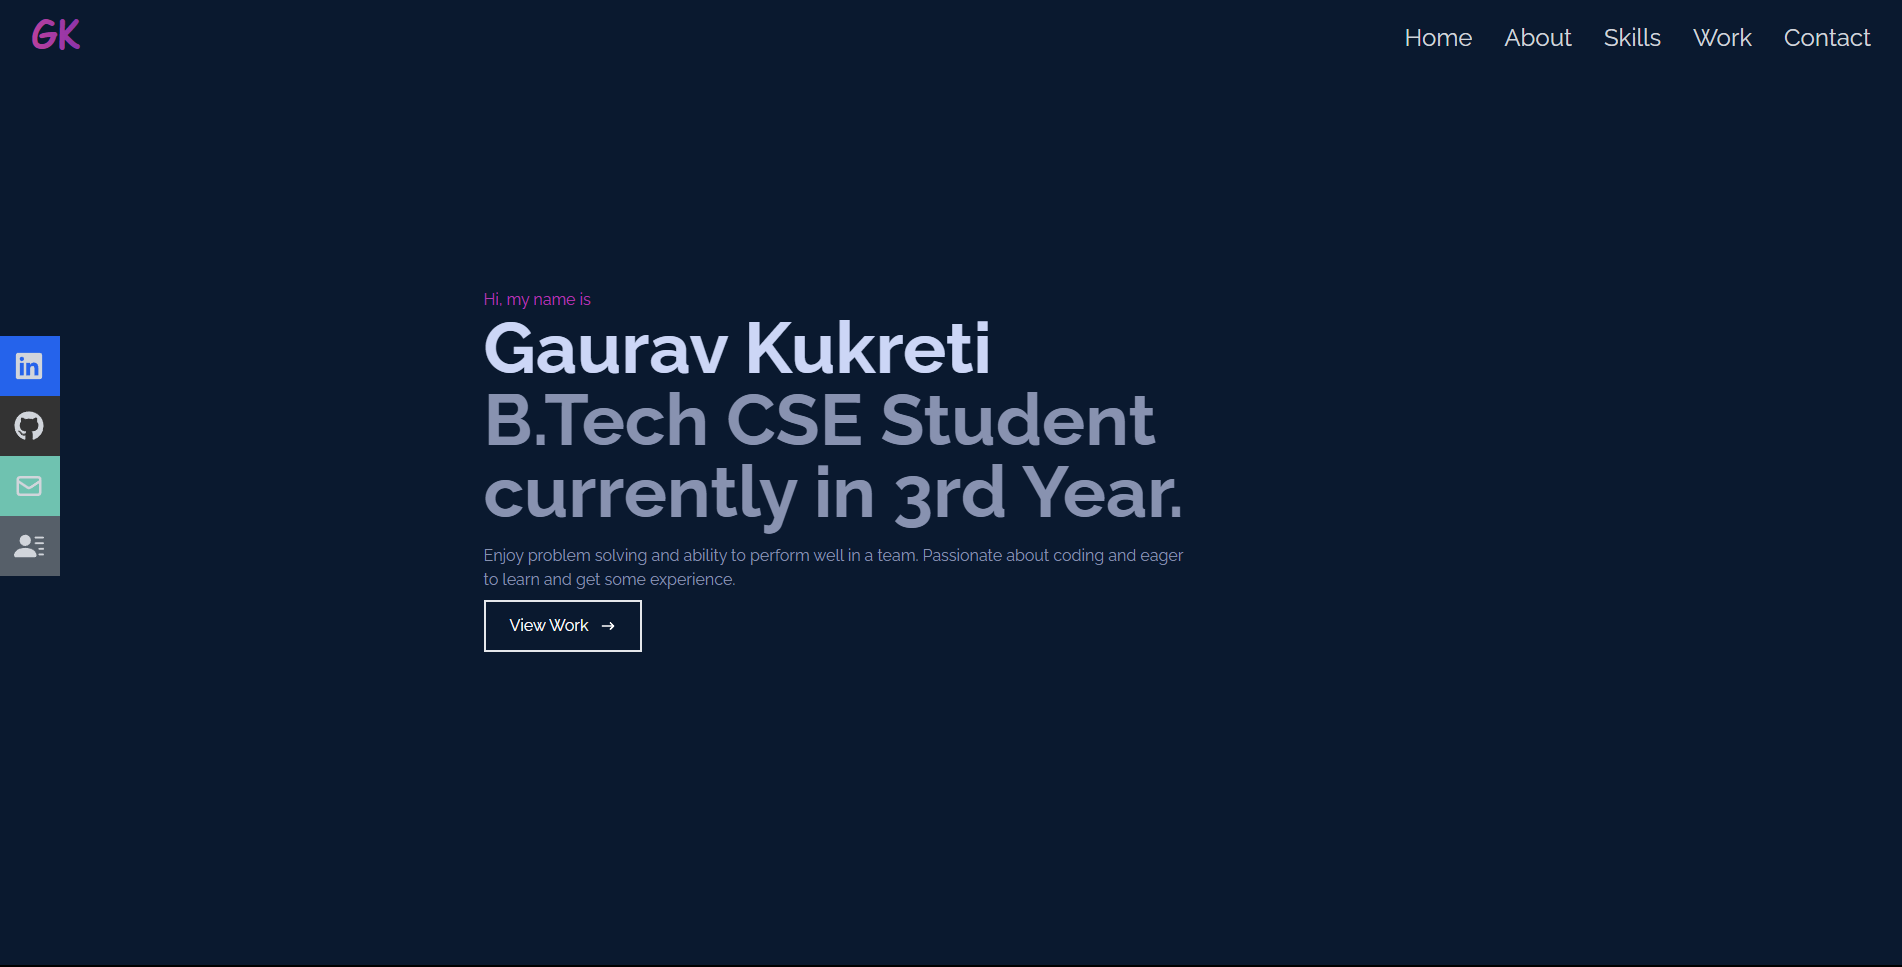 GK
Home About Skills Work Contact
Hi, my name is
Gaurav Kukreti
B.Tech CSE Student
currently in 3rd Year.
Enjoy problem solving and ability to perform well in a team. Passionate about coding and eager
to learn and get some experience.
View Work →